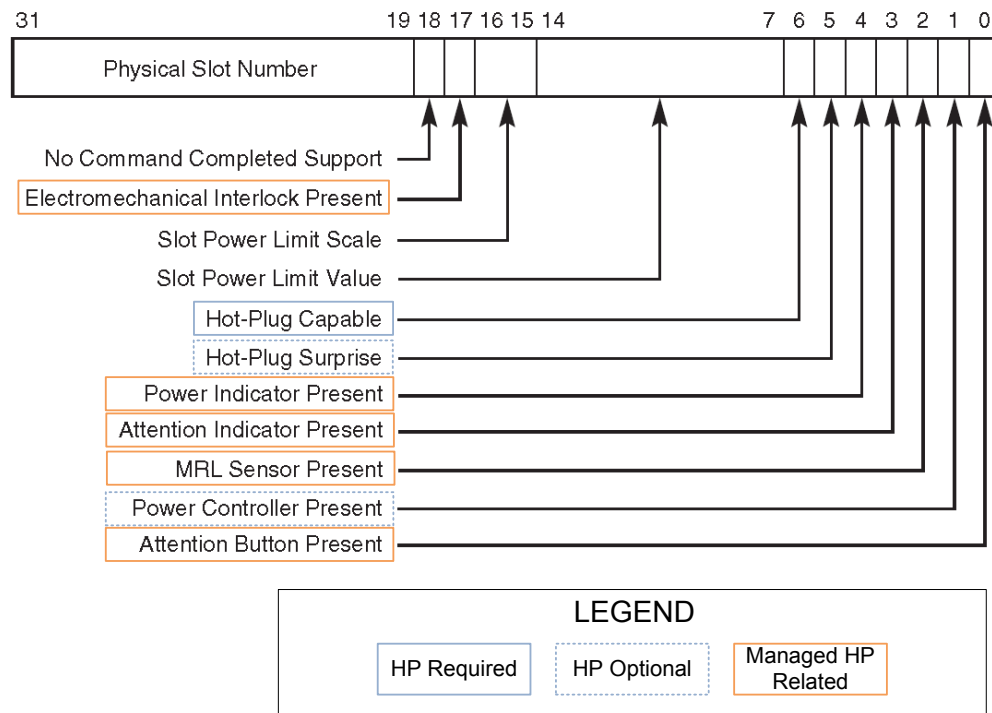 31 19 18 17 16 15 14 7 6 5 4 3 2 1 0
Physical Slot Number
No Command Completed Support
Electromechanical Interlock Present
Slot Power Limit Scale
Slot Power Limit Value
Hot-Plug Capable
Hot-Plug Surprise
Power Indicator Present
Attention Indicator Present
MRL Sensor Present
Power Controller Present
Attention Button Present
LEGEND
HP Required
HP Optional
Managed HP
Related